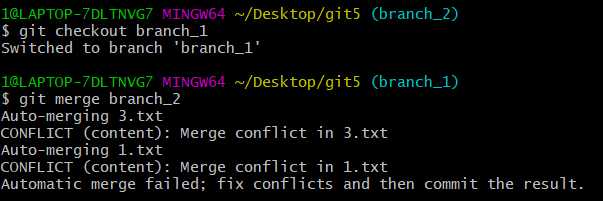 1@LAPTOP-7DLTNVG7 MINGW64 ~/Desktop/git5 (branch_2)
$ git checkout branch_1
Switched to branch 'branch_1'
1@LAPTOP-7DLTNVG7 MINGW64 ~/Desktop/git5 (branch_1)
$ git merge branch_2
Auto-merging 3.txt
CONFLICT (content): Merge conflict in 3.txt
Auto-merging 1.txt
CONFLICT (content): Merge conflict in 1.txt
Automatic merge failed; fix conflicts and then commit the result.